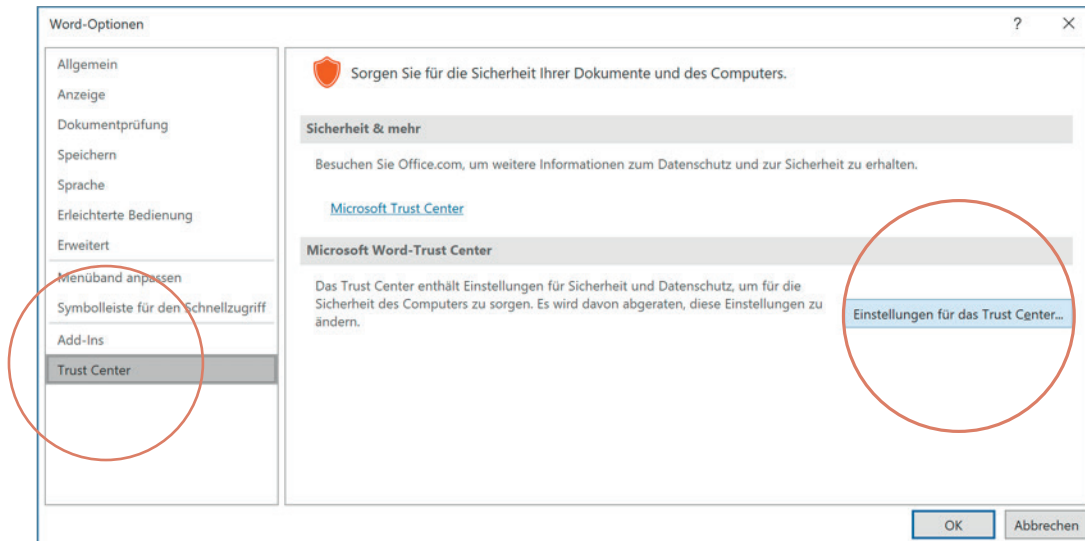 Word-Optionen
?
Allgemein
Anzeige
Dokumentprüfung
Speichern
Sprache
Erleichterte Bedienung
Erweitert
Menüband anpassen
Symbolleiste für den Schnellzugriff
Add-Ins
Trust Center
Sorgen Sie für die Sicherheit Ihrer Dokumente und des Computers.
Sicherheit & mehr
Besuchen Sie Office.com, um weitere Informationen zum Datenschutz und zur Sicherheit zu erhalten.
Microsoft Trust Center
Microsoft Word-Trust Center
Das Trust Center enthält Einstellungen für Sicherheit und Datenschutz, um für die
Sicherheit des Computers zu sorgen. Es wird davon abgeraten, diese Einstellungen zu
ändern.
Einstellungen für das Trust Center...
OK
Abbrechen